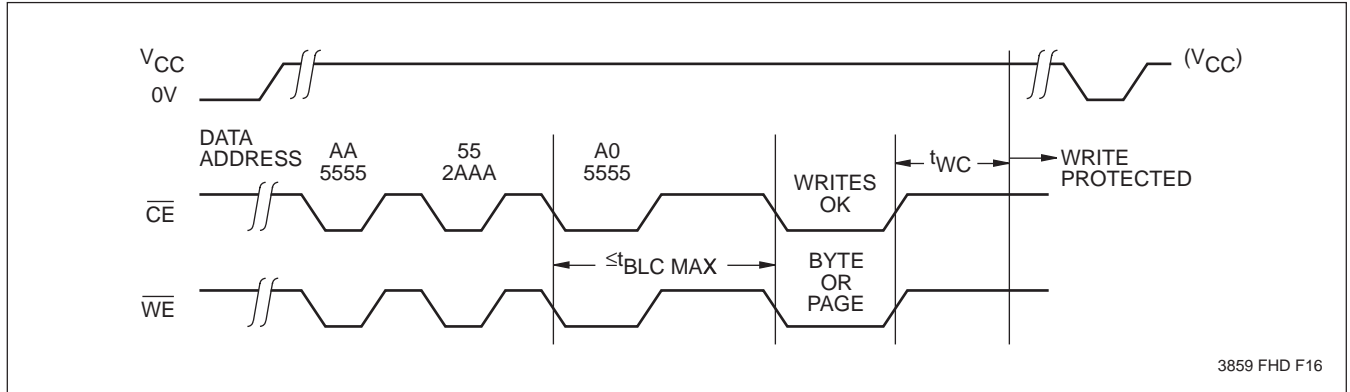 VCC
0V
(VCC)
DATA
ADDRESS
AA
5555
55
2AAA
A0
5555
tWC
WRITE
PROTECTED
CE
WRITES
OK
≤tBLC MAX
BYTE
OR
PAGE
WE
3859 FHD F16